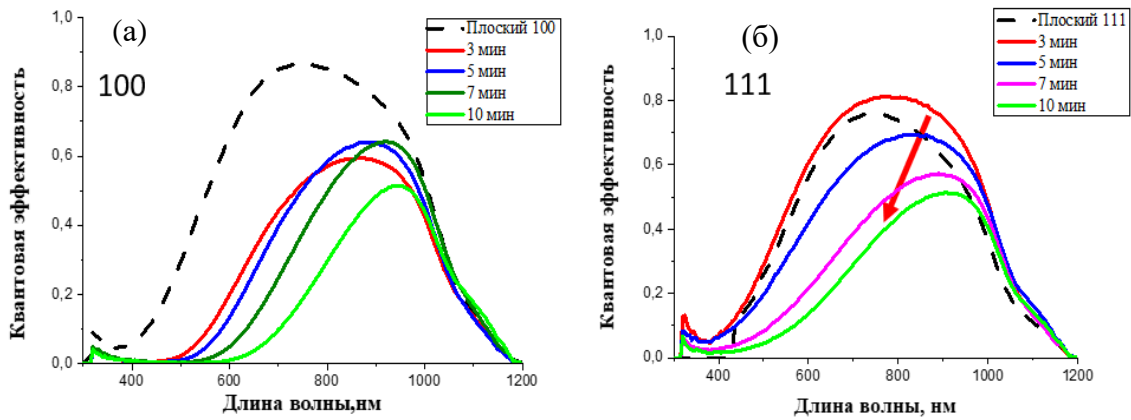 (а)
100
Плоский 100
3 мин
5 мин
7 мин
10 мин
Квантовая эффективность
1,0
0,8
0,6
0,4
0,2
0,0
400
600
800
1000
1200
Длина волны,нм
(б)
111
Плоский 111
3 мин
5 мин
7 мин
10 мин
Квантовая эффективность
1,0
0,8
0,6
0,4
0,2
0,0
400
600
800
1000
1200
Длина волны, нм